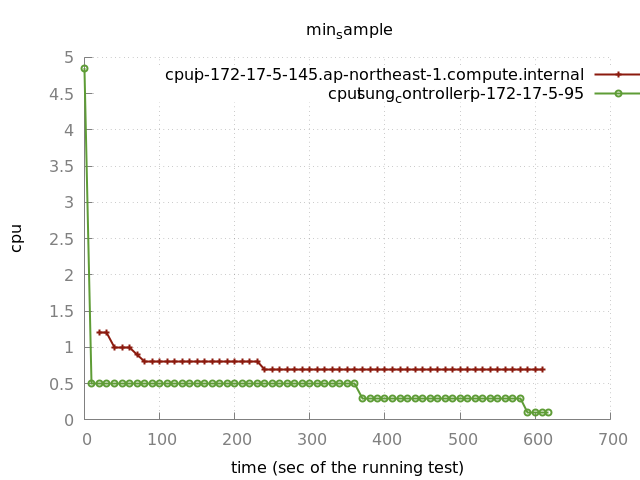 min_sample
cpu_ip-172-17-5-145.ap-northeast-1.compute.internal
cpu_tsung_controller_ip-172-17-5-95
5
4.5
4
3.5
3
2.5
2
1.5
1
0.5
0
cpu
0 100 200 300 400 500 600 700
time (sec of the running test)